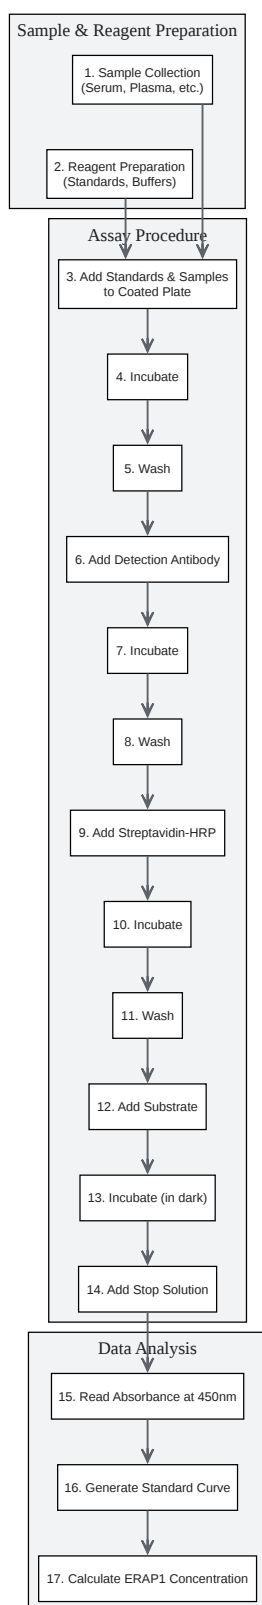 Sample & Reagent Preparation
1. Sample Collection
(Serum, Plasma, etc.)
2. Reagent Preparation
(Standards, Buffers)
Assay Procedure
3. Add Standards & Samples
to Coated Plate
4. Incubate
5. Wash
6. Add Detection Antibody
7. Incubate
8. Wash
9. Add Streptavidin-HRP
10. Incubate
11. Wash
12. Add Substrate
13. Incubate (in dark)
14. Add Stop Solution
Data Analysis
15. Read Absorbance at 450nm
16. Generate Standard Curve
17. Calculate ERAP1 Concentration